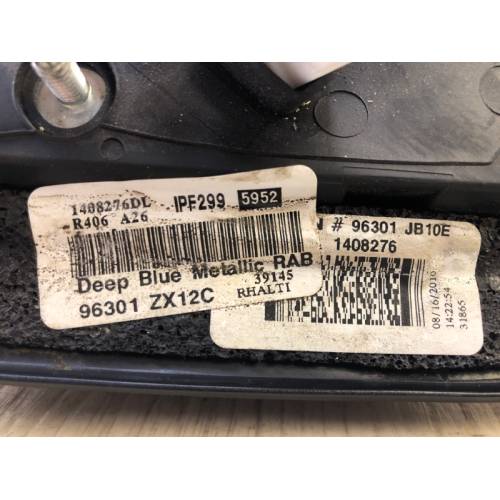 1408276DL IPF299 5952
R406 A26
Deep Blue Metallic RAB
39145
96301 ZX12C RHALTI
# 96301 JB10E
1408276
08/16/2016
14:22:54
31865